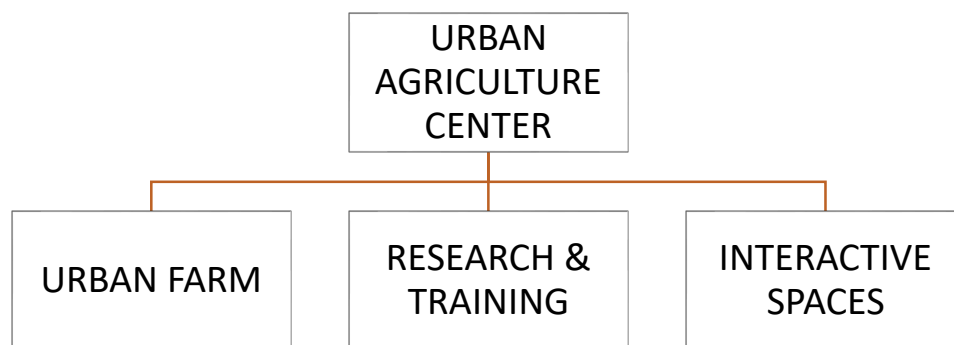 URBAN
AGRICULTURE
CENTER
URBAN FARM
RESEARCH &
TRAINING
INTERACTIVE
SPACES